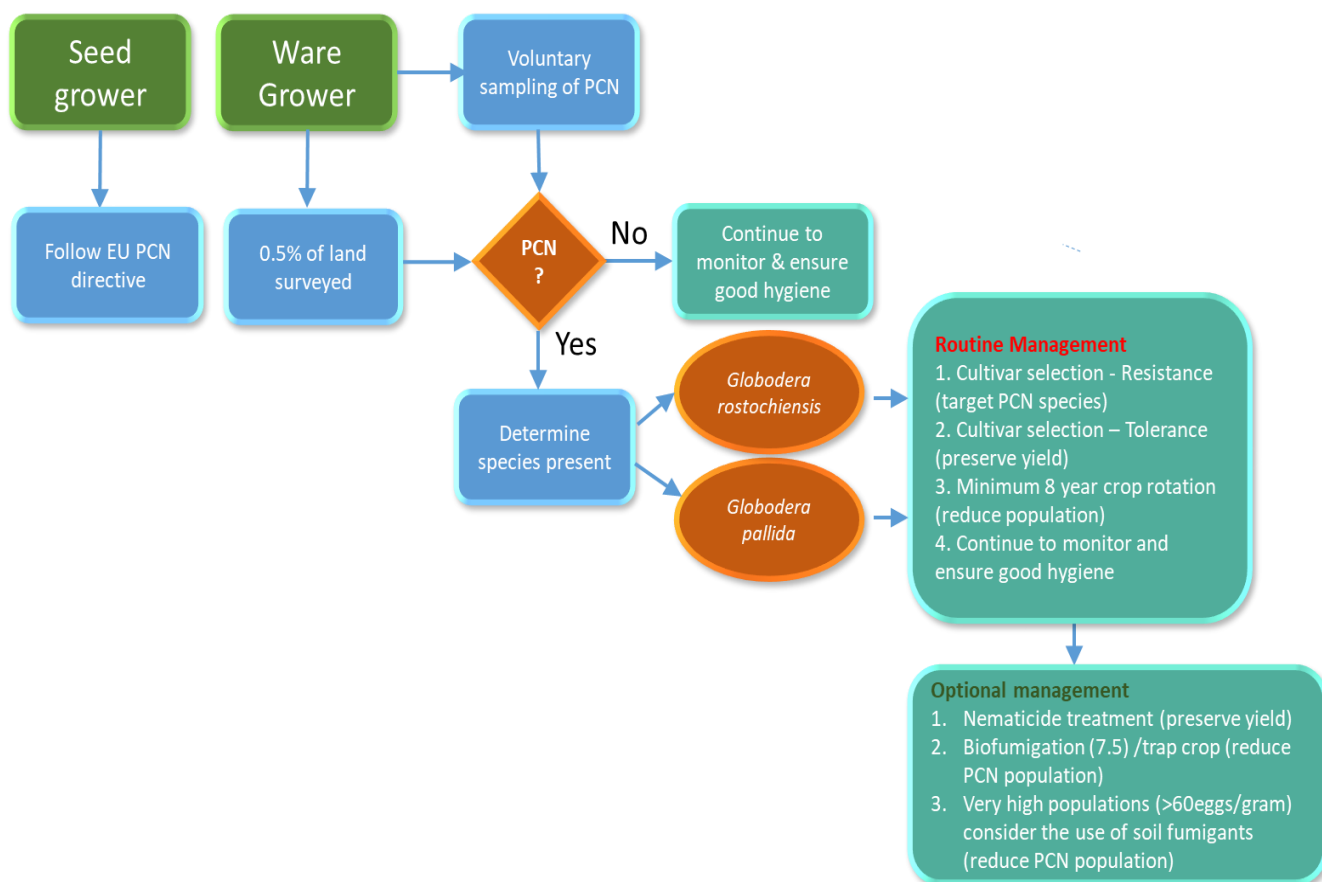 Seed
grower
Ware
Grower
Voluntary
sampling of PCN
Follow EU PCN
directive
0.5% of land
surveyed
PCN
?
No
Continue to
monitor & ensure
good hygiene
Yes
Determine
species present
Globodera
rostochiensis
Globodera
pallida
Routine Management
1. Cultivar selection - Resistance
(target PCN species)
2. Cultivar selection – Tolerance
(preserve yield)
3. Minimum 8 year crop rotation
(reduce population)
4. Continue to monitor and
ensure good hygiene
Optional management
1. Nematicide treatment (preserve yield)
2. Biofumigation (7.5) /trap crop (reduce
PCN population)
3. Very high populations (>60eggs/gram)
consider the use of soil fumigants
(reduce PCN population)